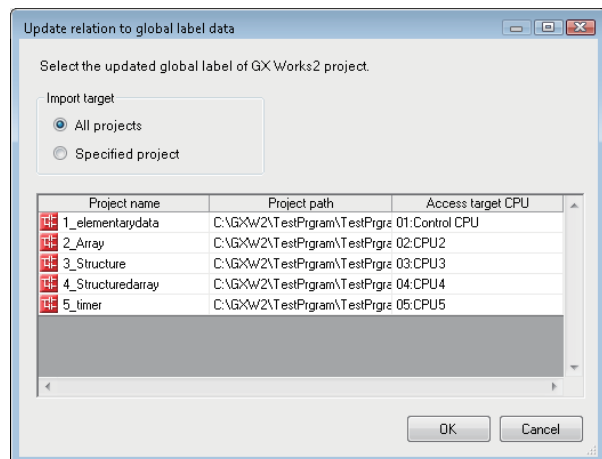 Update relation to global label data
Select the updated global label of GX Works2 project.
Import target
All projects
Specified project
Project name Project path Access target CPU
1_elementarydata C:\GXW2\TestPrgram\TestPrgra 01:Control CPU
2_Array C:\GXW2\TestPrgram\TestPrgra 02:CPU2
3_Structure C:\GXW2\TestPrgram\TestPrgra 03:CPU3
4_Structuredarray C:\GXW2\TestPrgram\TestPrgra 04:CPU4
5_timer C:\GXW2\TestPrgram\TestPrgra 05:CPU5
OK Cancel